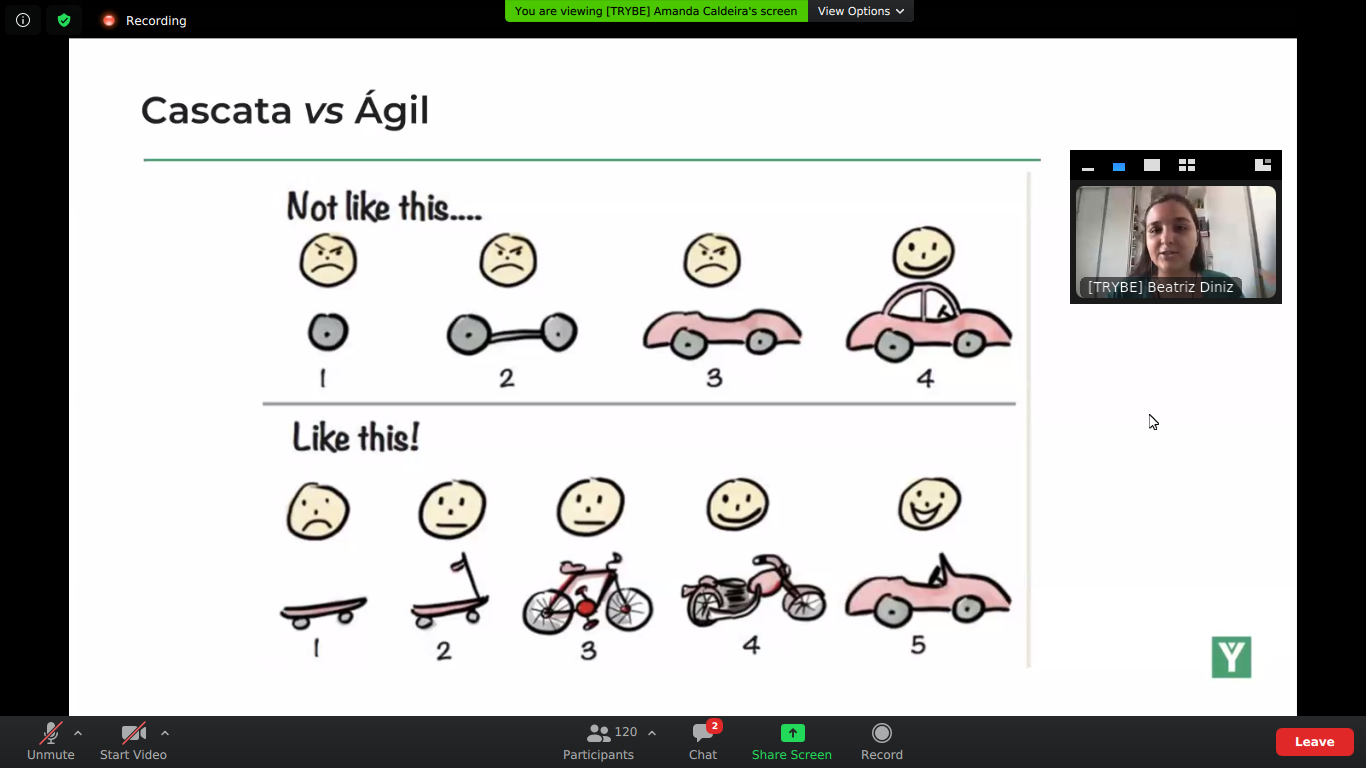 Recording
You are viewing [TRYBE] Amanda Caldeira's screen
View Options
Cascata vs Ágil
Not like this....
1
2
3
4
[TRYBE] Beatriz Diniz
Like this!
1
2
3
4
5
Y
Unmute
Start Video
120
Participants
2
Chat
Share Screen
Record
Leave